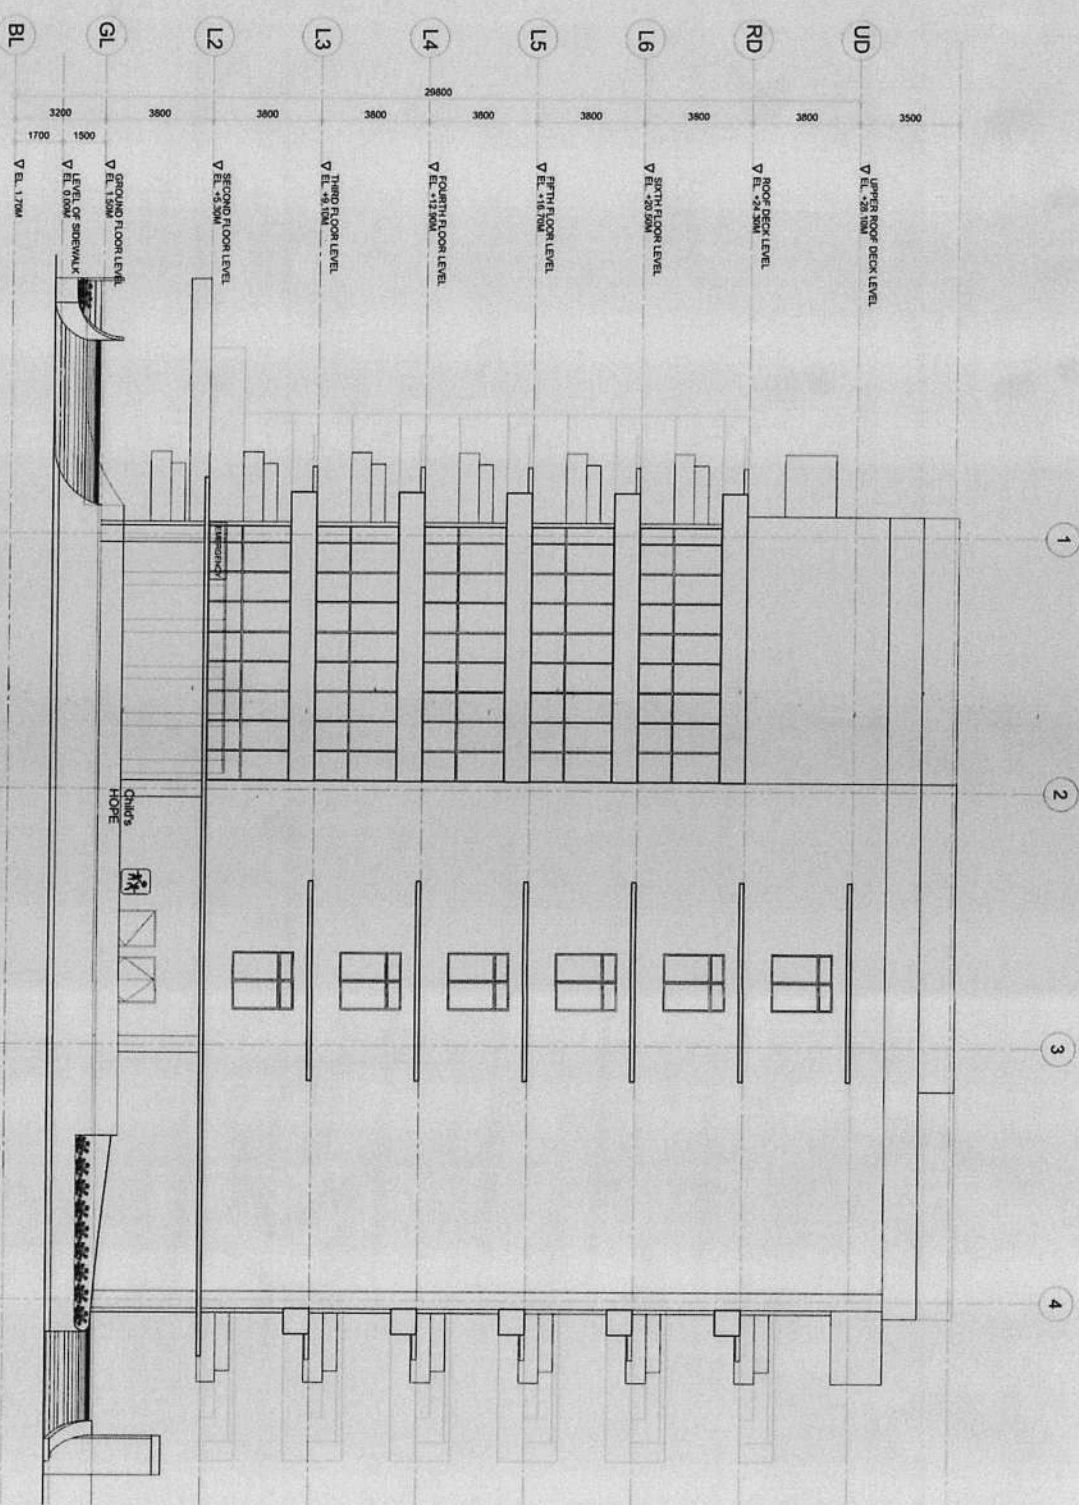 UD
RD
L6
L5
L4
L3
L2
GL
BL
29800
3500
3800
3800
3800
3800
3800
3800
3800
3200
1500
1700
UPPER ROOF DECK LEVEL
EL. +28.10M
ROOF DECK LEVEL
EL. +24.30M
SIXTH FLOOR LEVEL
EL. +20.50M
FIFTH FLOOR LEVEL
EL. +16.70M
FOURTH FLOOR LEVEL
EL. +12.90M
THIRD FLOOR LEVEL
EL. +9.10M
SECOND FLOOR LEVEL
EL. +5.30M
GROUND FLOOR LEVEL
EL. 1.50M
LEVEL OF SIDEWALK
EL. 0.00M
EL. 1.70M
1
2
3
4
EMERGENCY
Child's
HOPE